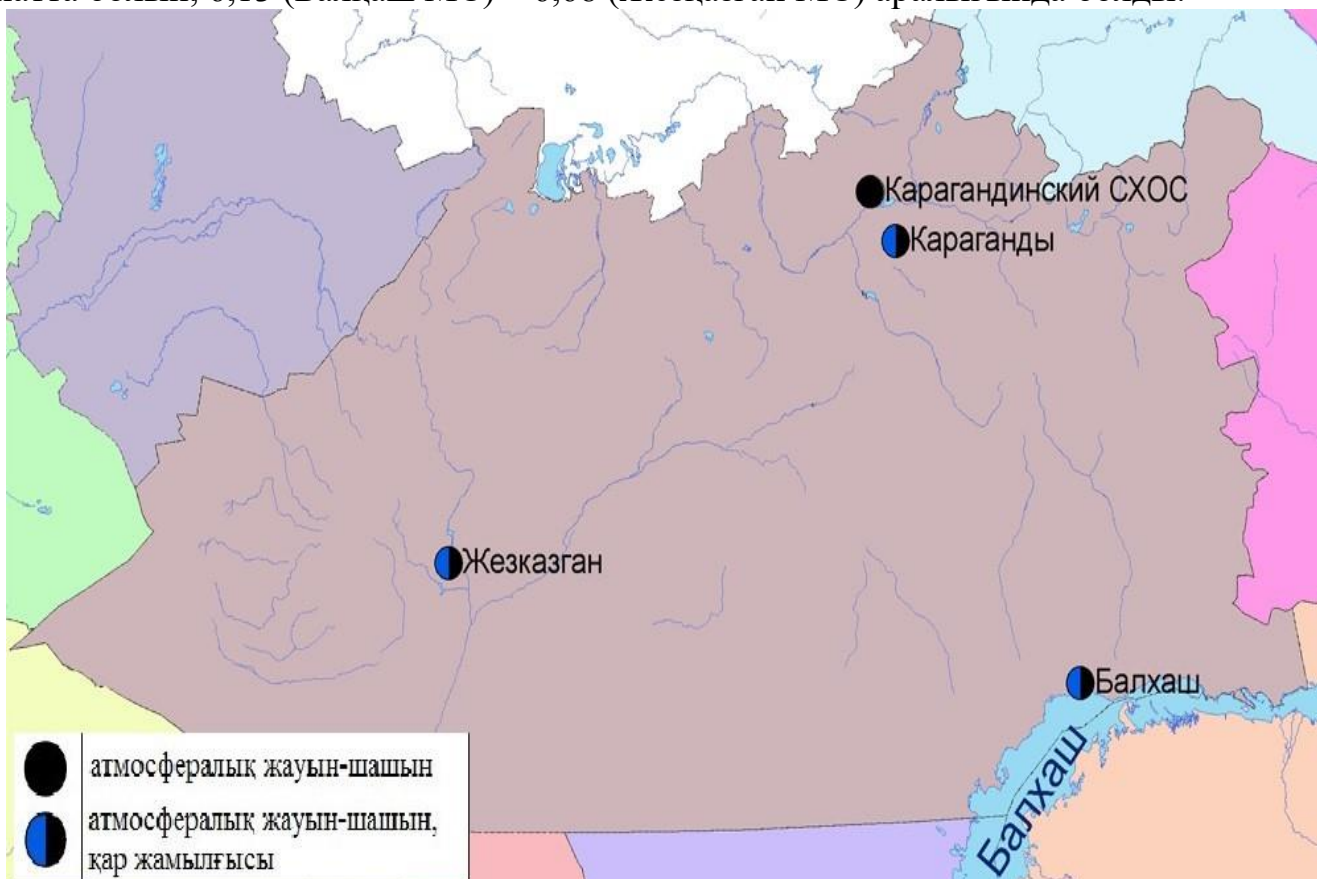 Карагандинский СХОС
Караганды
Жезказган
Балхаш
Балхаш
атмосфералық жауын-шашын
атмосфералық жауын-шашын,
қар жамылғысы